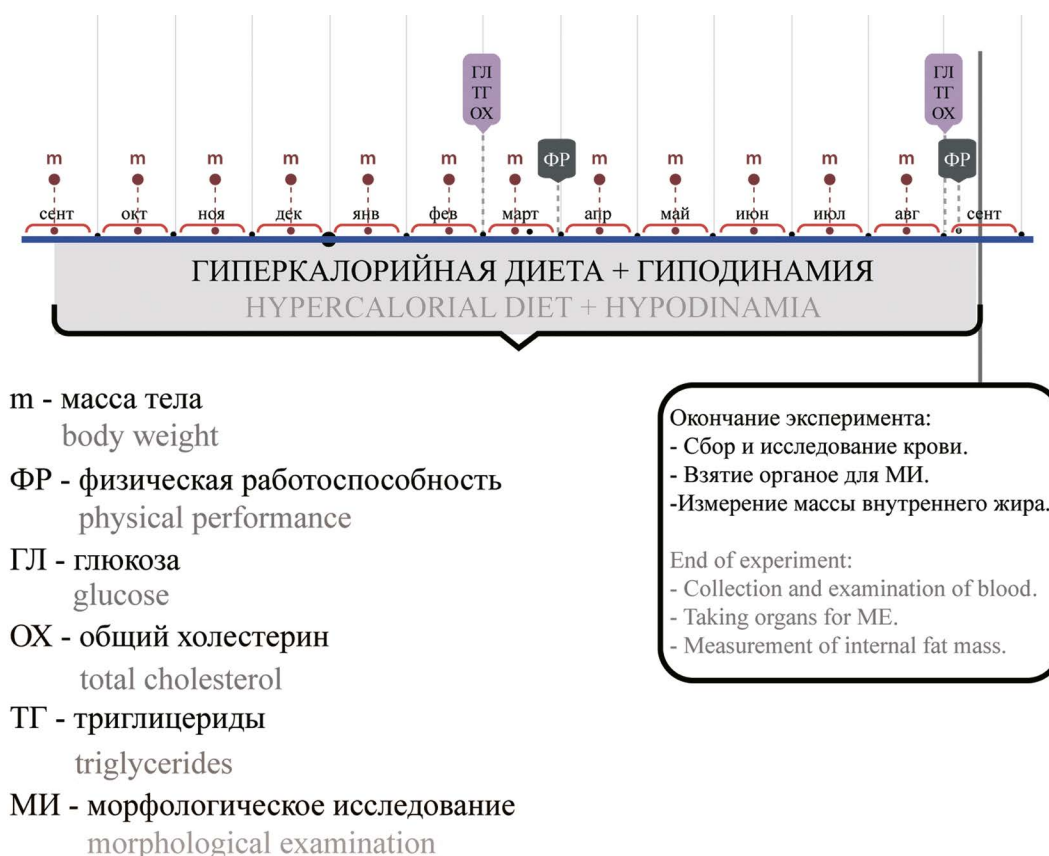 ГЛ
ТГ
ОХ
ГЛ
ТГ
ОХ
m
m
m
m
m
m
m
ФР
m
m
m
m
m
ФР
сент
окт
ноя
дек
янв
фев
март
апр
май
июн
июл
авг
сент
ГИПЕРКАЛОРИЙНАЯ ДИЕТА + ГИПОДИНАМИЯ
HYPERCALORIAL DIET + HYPODINAMIA
m - масса тела
body weight
ФР - физическая работоспособность
physical performance
ГЛ - глюкоза
glucose
ОХ - общий холестерин
total cholesterol
ТГ - триглицериды
triglycerides
МИ - морфологическое исследование
morphological examination
Окончание эксперимента:
- Сбор и исследование крови.
- Взятие органое для МИ.
-Измерение массы внутреннего жира.
End of experiment:
- Collection and examination of blood.
- Taking organs for ME.
- Measurement of internal fat mass.